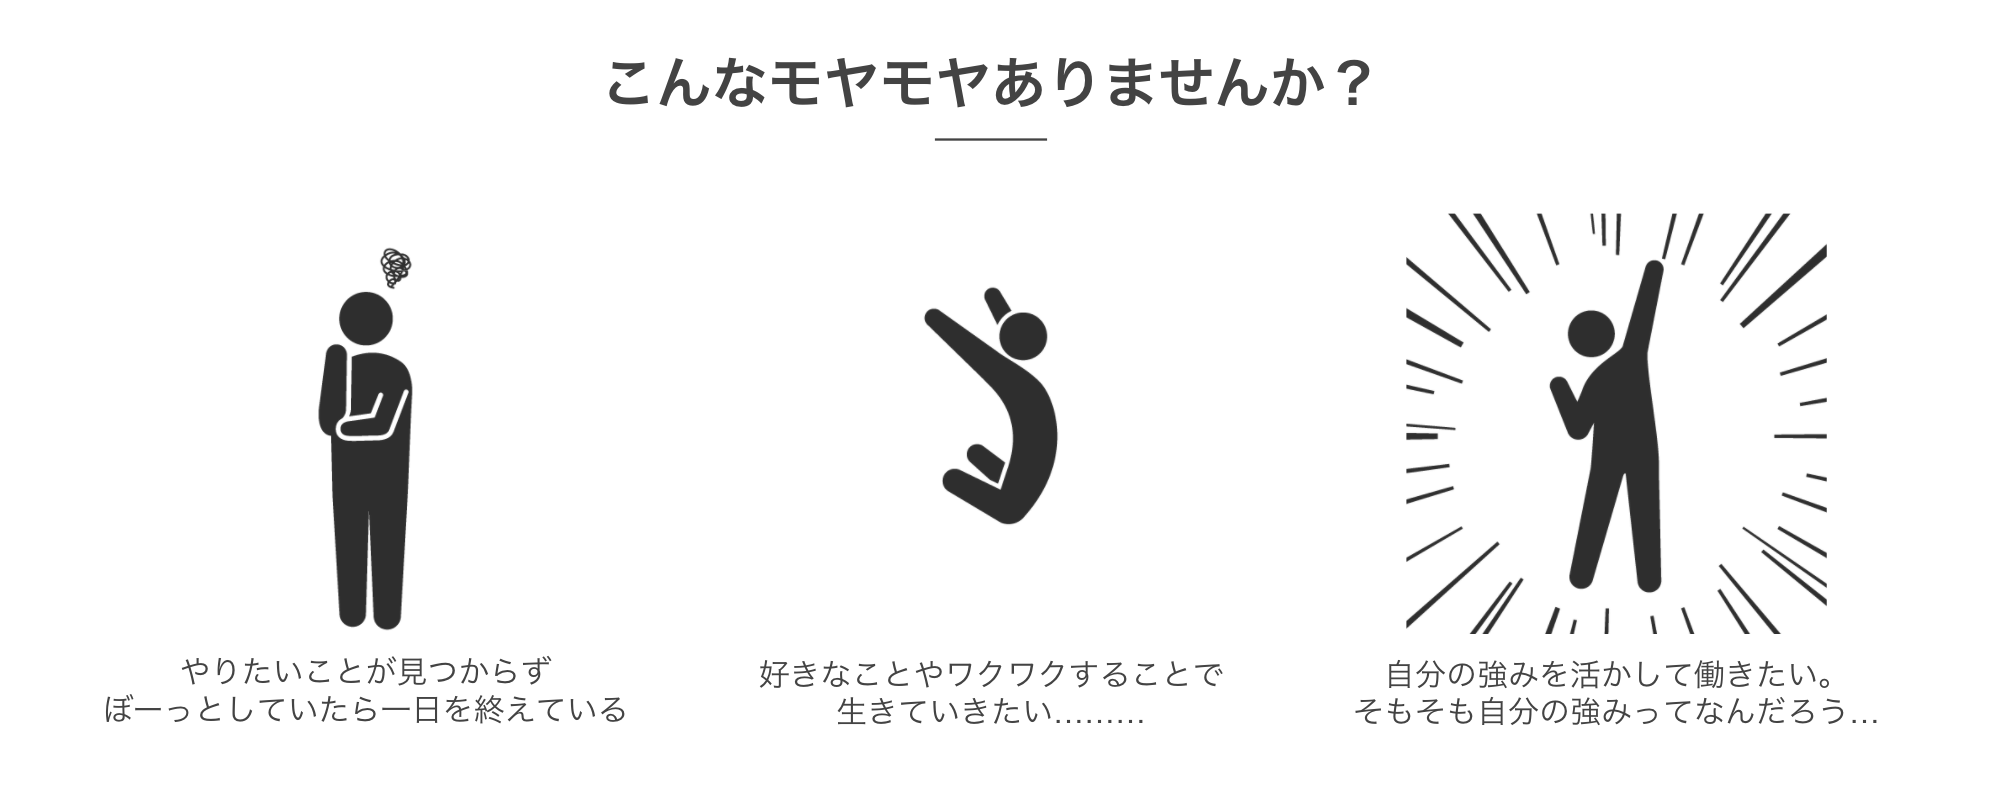 こんなモヤモヤありませんか？
やりたいことが見つからず
ぼーっとしていたら一日を終えている
好きなことやワクワクすることで
生きていきたい………
自分の強みを活かして働きたい。
そもそも自分の強みってなんだろう…